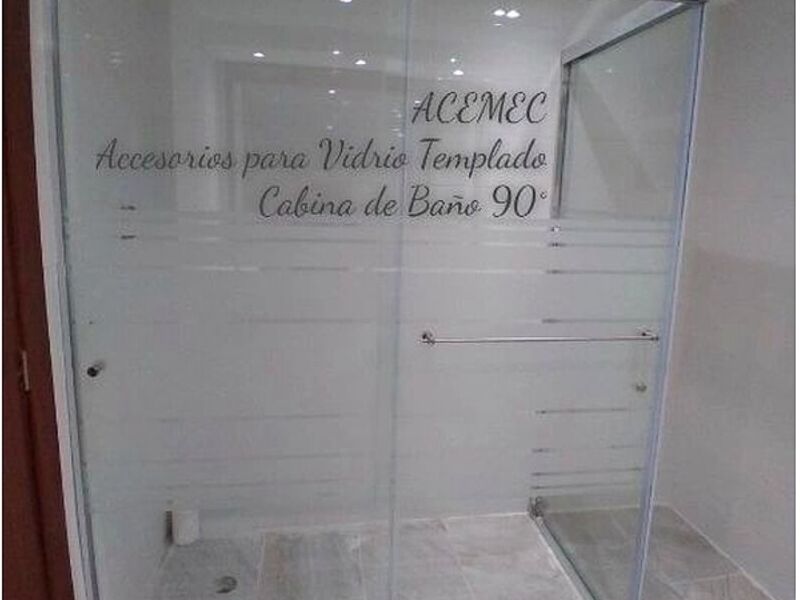 ACEMEC
Accesorios para Vidrio Templado
Cabina de Baño 90°